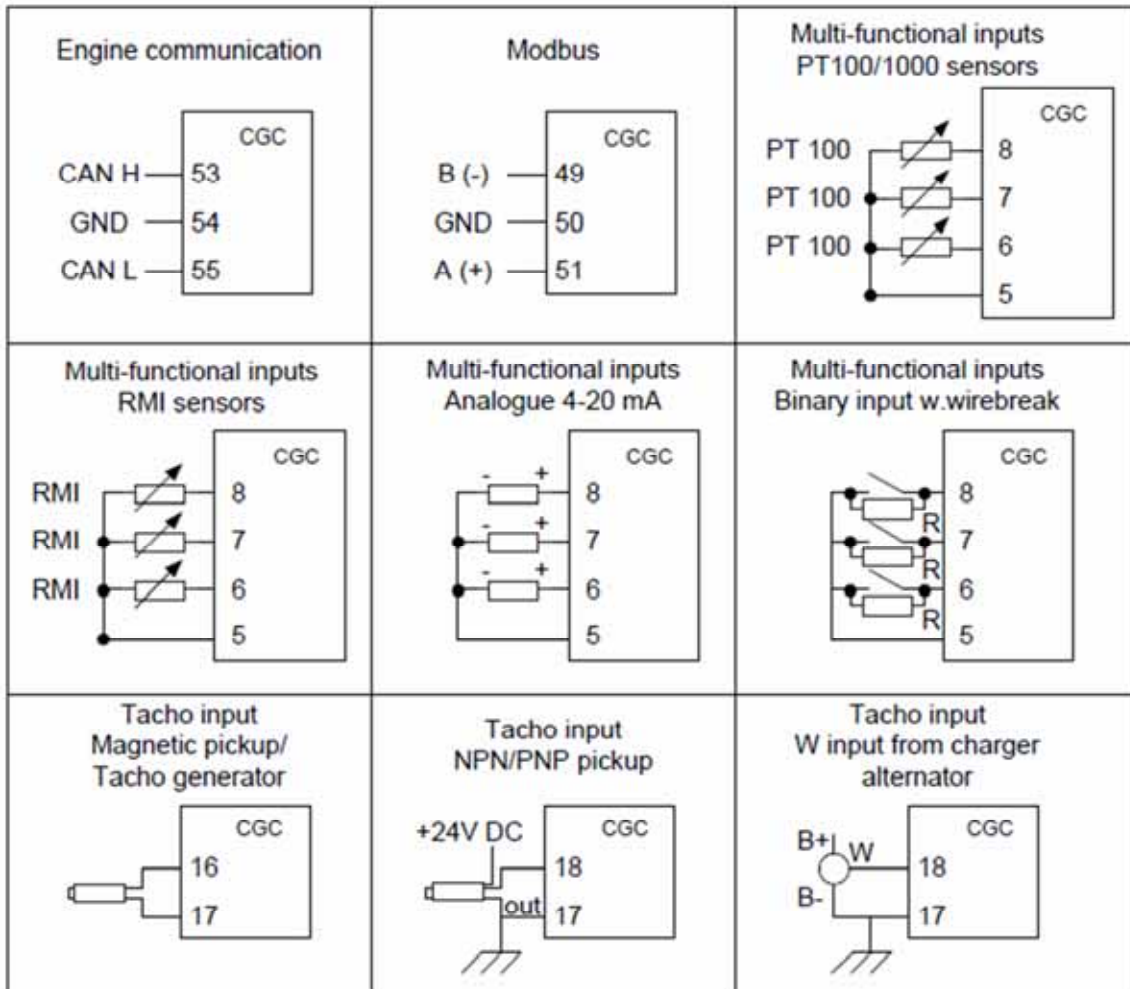 Engine communication
CGC
CAN H 53
GND 54
CAN L 55
Modbus
CGC
B (-) 49
GND 50
A (+) 51
Multi-functional inputs
PT100/1000 sensors
CGC
PT 100 8
PT 100 7
PT 100 6
5
Multi-functional inputs
RMI sensors
CGC
RMI 8
RMI 7
RMI 6
5
Multi-functional inputs
Analogue 4-20 mA
CGC
- + 8
- + 7
- + 6
5
Multi-functional inputs
Binary input w.wirebreak
CGC
8
R
7
R
6
R
5
Tacho input
Magnetic pickup/
Tacho generator
CGC
16
17
Tacho input
NPN/PNP pickup
+24V DC
CGC
18
out 17
Tacho input
W input from charger
alternator
CGC
B+ W 18
B- 17